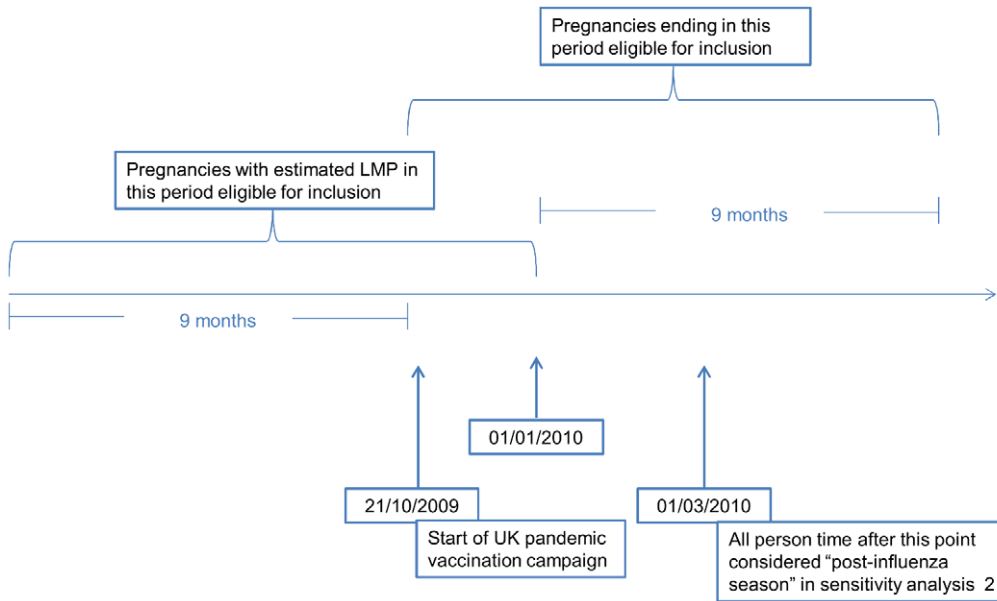 Pregnancies ending in this
period eligible for inclusion
Pregnancies with estimated LMP in
this period eligible for inclusion
9 months
9 months
01/01/2010
21/10/2009
Start of UK pandemic
vaccination campaign
01/03/2010
All person time after this point
considered “post-influenza
season” in sensitivity analysis 2